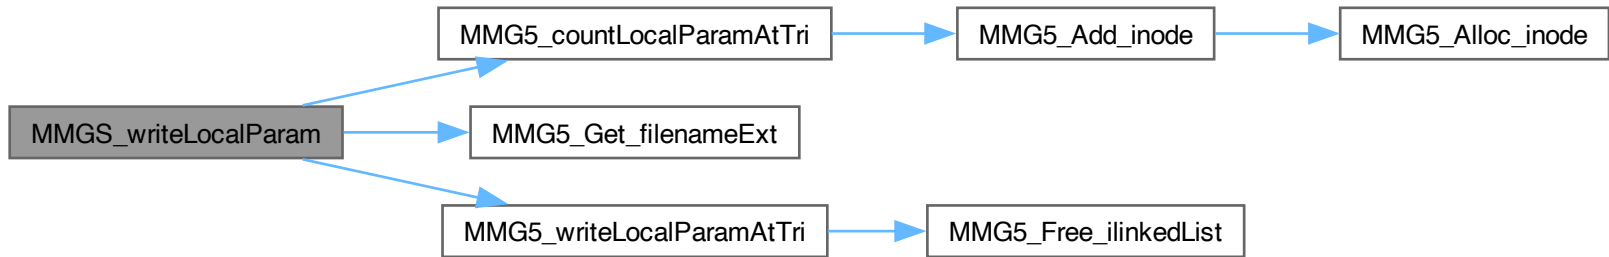 MMG5_countLocalParamAtTri
MMG5_Add_inode
MMG5_Alloc_inode
MMGS_writeLocalParam
MMG5_Get_filenameExt
MMG5_writeLocalParamAtTri
MMG5_Free_ilinkedList